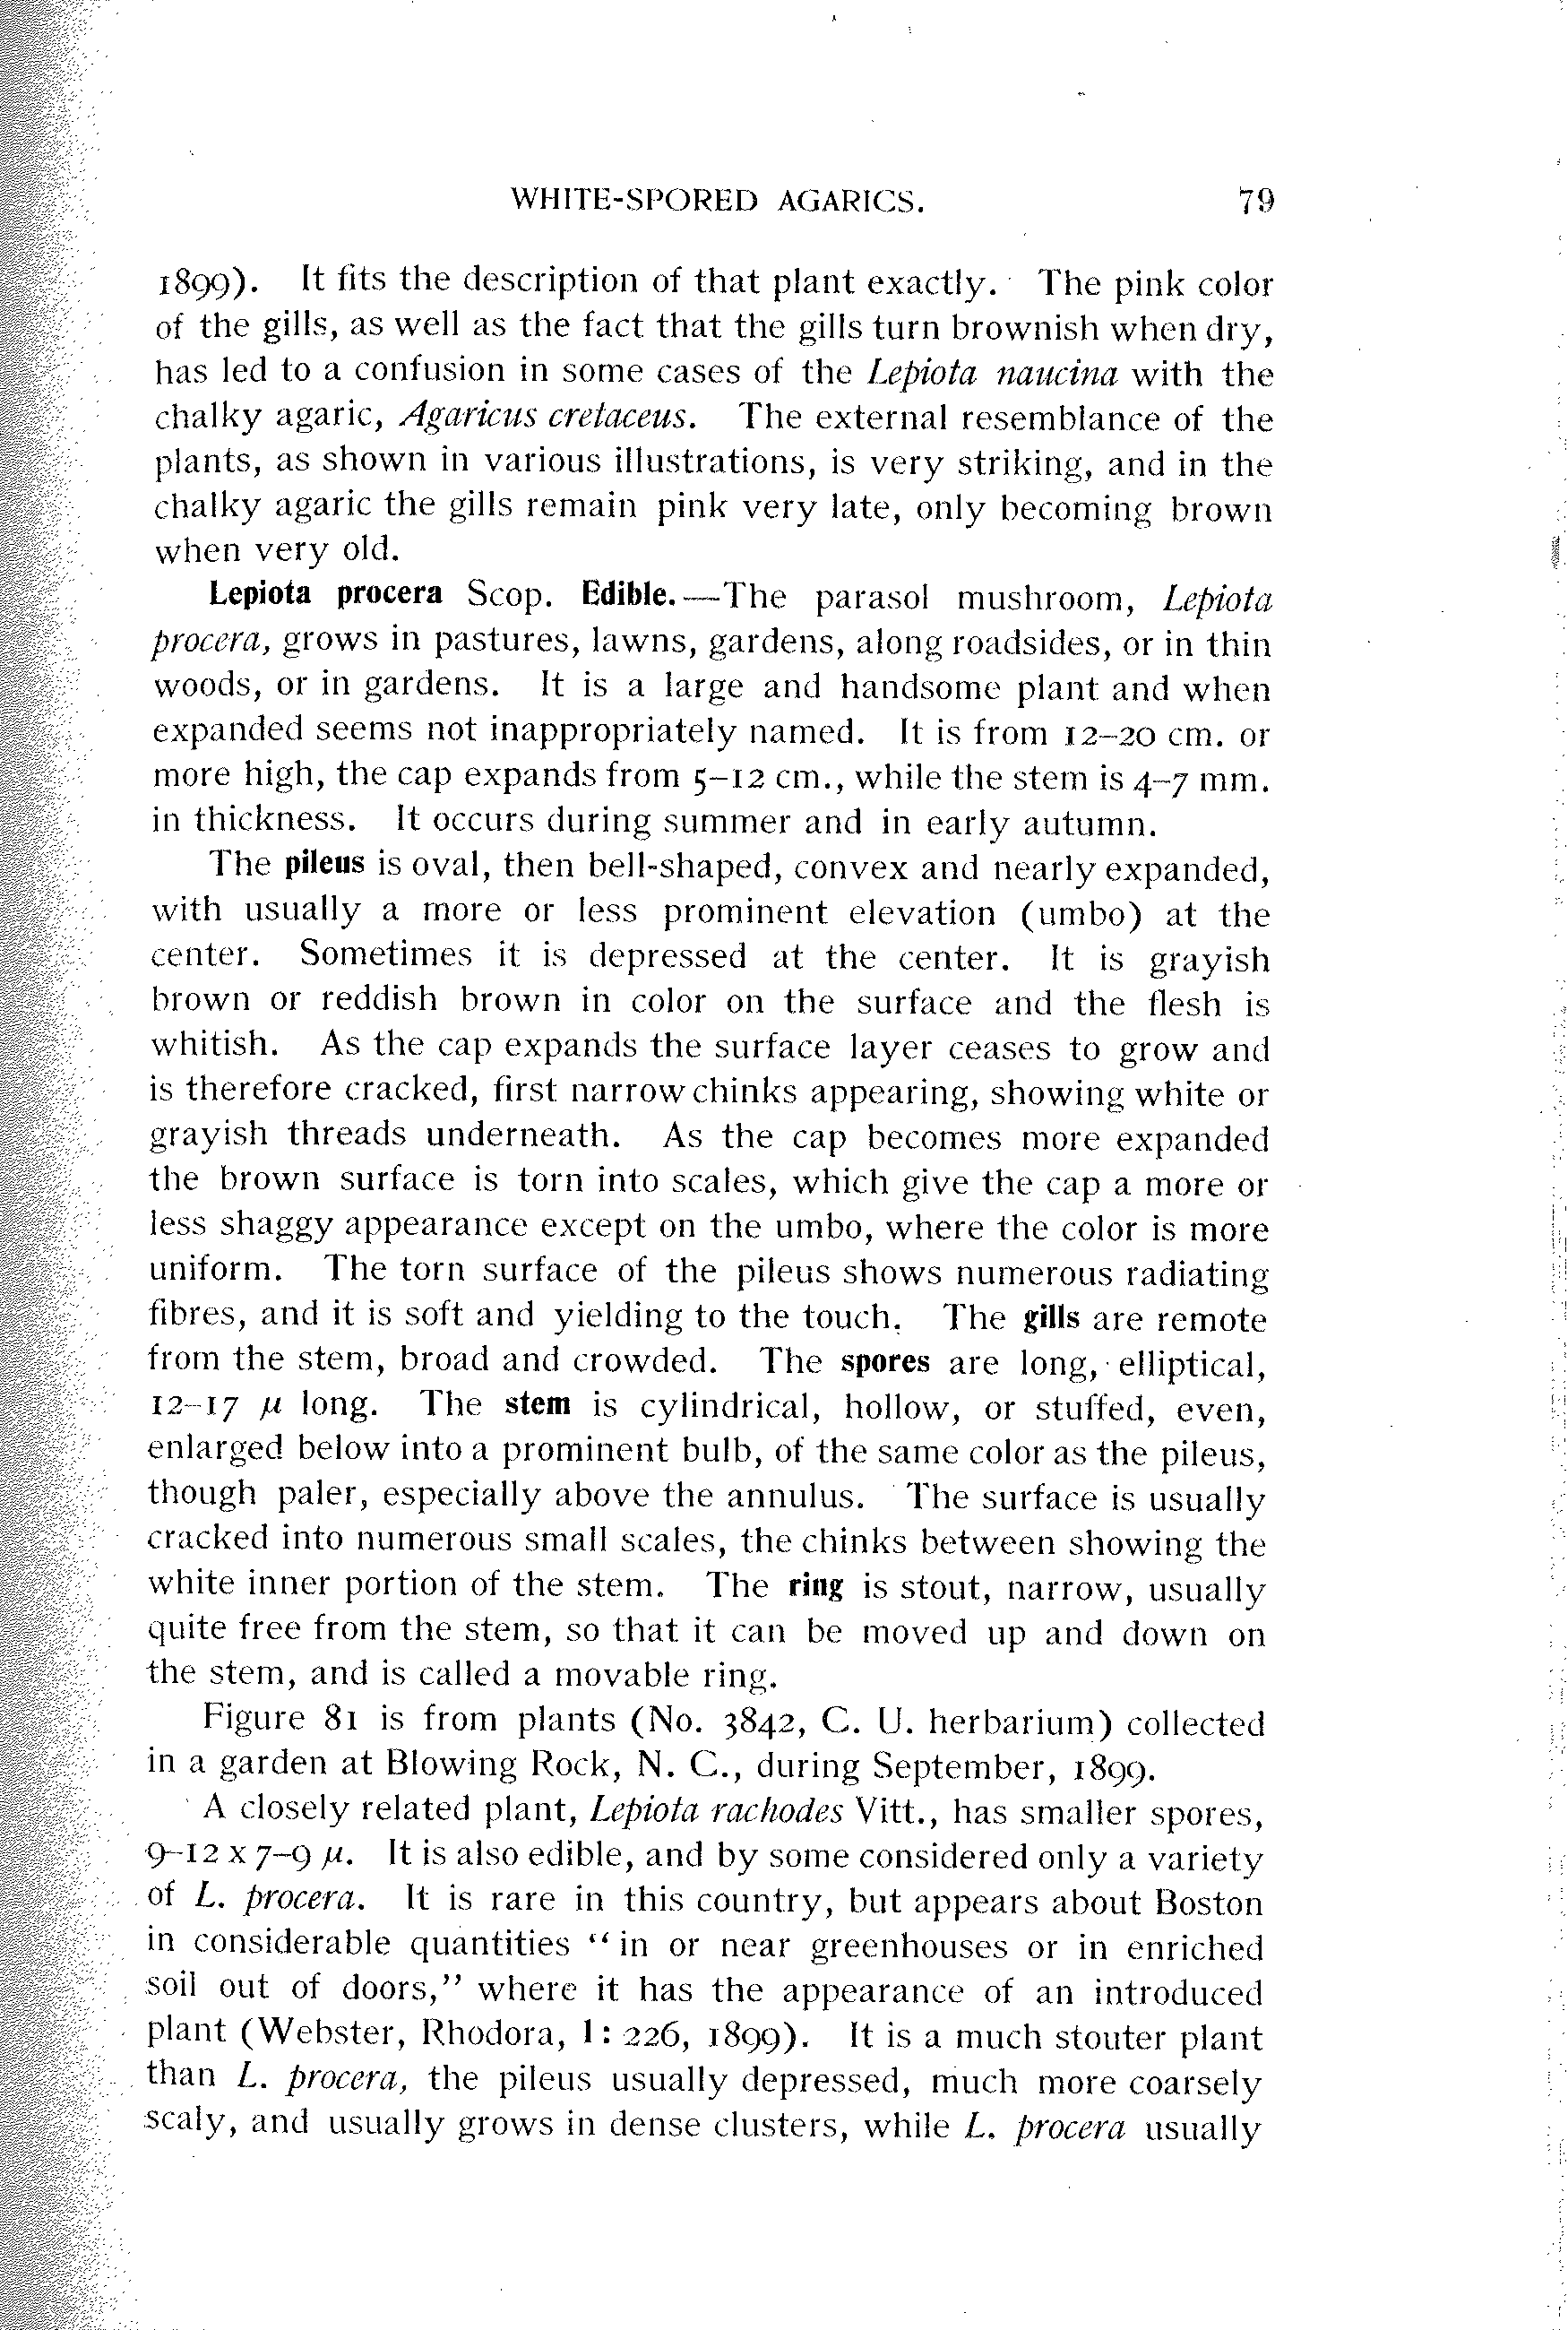 WHITE-SPORED AGARICS. 79
1899). It fits the description of that plant exactly. The pink color
of the gills, as well as the fact that the gills turn brownish when dry,
has led to a confusion in some cases of the Lepiota naucina with the
chalky agaric, Agaricus cretaceus. The external resemblance of the
plants, as shown in various illustrations, is very striking, and in the
chalky agaric the gills remain pink very late, only becoming brown
when very old.
Lepiota procera Scop. Edible.—The parasol mushroom, Lepiota
procera, grows in pastures, lawns, gardens, along roadsides, or in thin
woods, or in gardens. It is a large and handsome plant and when
expanded seems not inappropriately named. It is from 12–20 cm. or
more high, the cap expands from 5–12 cm., while the stem is 4–7 mm.
in thickness. It occurs during summer and in early autumn.
The pileus is oval, then bell-shaped, convex and nearly expanded,
with usually a more or less prominent elevation (umbo) at the
center. Sometimes it is depressed at the center. It is grayish
brown or reddish brown in color on the surface and the flesh is
whitish. As the cap expands the surface layer ceases to grow and
is therefore cracked, first narrow chinks appearing, showing white or
grayish threads underneath. As the cap becomes more expanded
the brown surface is torn into scales, which give the cap a more or
less shaggy appearance except on the umbo, where the color is more
uniform. The torn surface of the pileus shows numerous radiating
fibres, and it is soft and yielding to the touch. The gills are remote
from the stem, broad and crowded. The spores are long, elliptical,
12–17 µ long. The stem is cylindrical, hollow, or stuffed, even,
enlarged below into a prominent bulb, of the same color as the pileus,
though paler, especially above the annulus. The surface is usually
cracked into numerous small scales, the chinks between showing the
white inner portion of the stem. The ring is stout, narrow, usually
quite free from the stem, so that it can be moved up and down on
the stem, and is called a movable ring.
Figure 81 is from plants (No. 3842, C. U. herbarium) collected
in a garden at Blowing Rock, N. C., during September, 1899.
A closely related plant, Lepiota rachodes Vitt., has smaller spores,
9–12 x 7–9 µ. It is also edible, and by some considered only a variety
of L. procera. It is rare in this country, but appears about Boston
in considerable quantities “in or near greenhouses or in enriched
soil out of doors,” where it has the appearance of an introduced
plant (Webster, Rhodora, 1: 226, 1899). It is a much stouter plant
than L. procera, the pileus usually depressed, much more coarsely
scaly, and usually grows in dense clusters, while L. procera usually